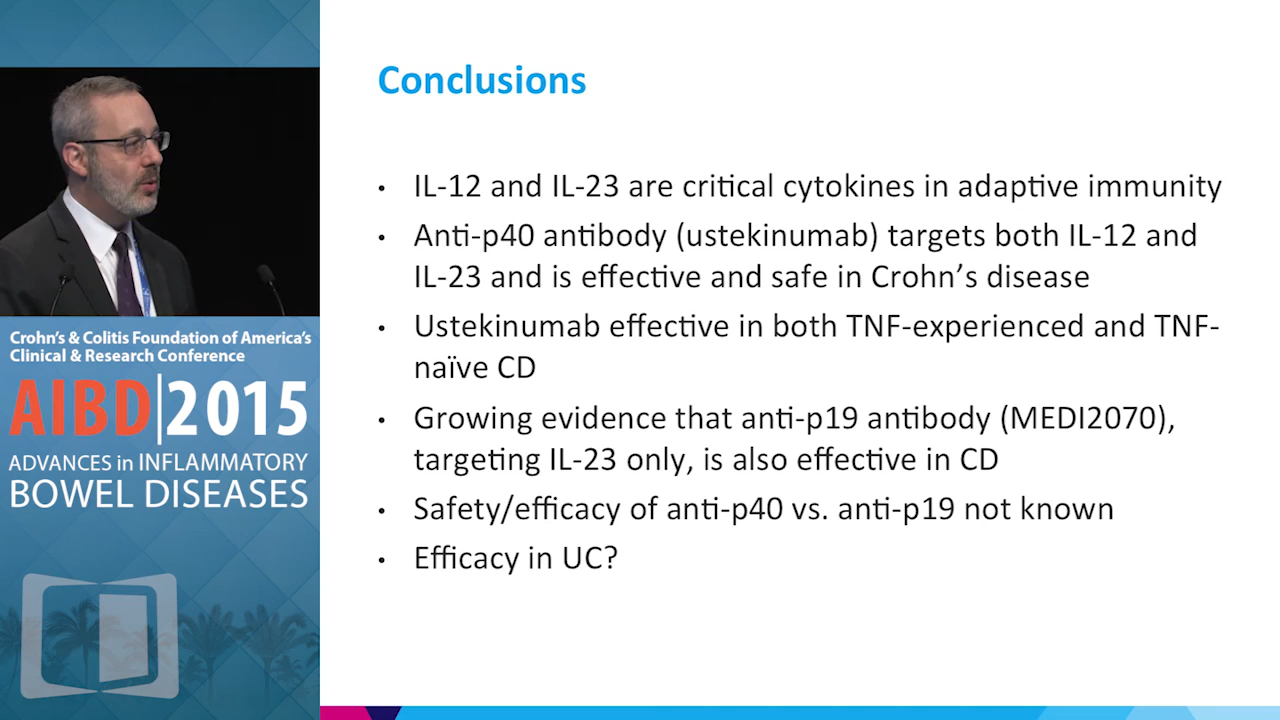 Crohn's & Colitis Foundation of America's
Clinical & Research Conference
AIBD|2015
ADVANCES in INFLAMMATORY
BOWEL DISEASES
Conclusions
• IL-12 and IL-23 are critical cytokines in adaptive immunity
• Anti-p40 antibody (ustekinumab) targets both IL-12 and
IL-23 and is effective and safe in Crohn's disease
• Ustekinumab effective in both TNF-experienced and TNF-
naïve CD
• Growing evidence that anti-p19 antibody (MEDI2070),
targeting IL-23 only, is also effective in CD
• Safety/efficacy of anti-p40 vs. anti-p19 not known
• Efficacy in UC?